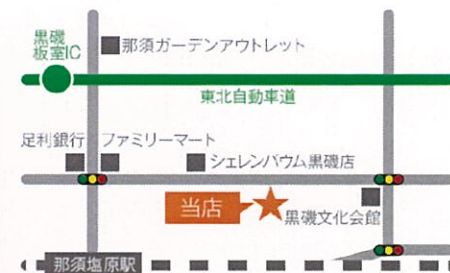 黒磯
板室IC
那須ガーデンアウトレット
東北自動車道
足利銀行
ファミリーマート
シェレンバウム黒磯店
当店
黒磯文化会館
那須塩原駅